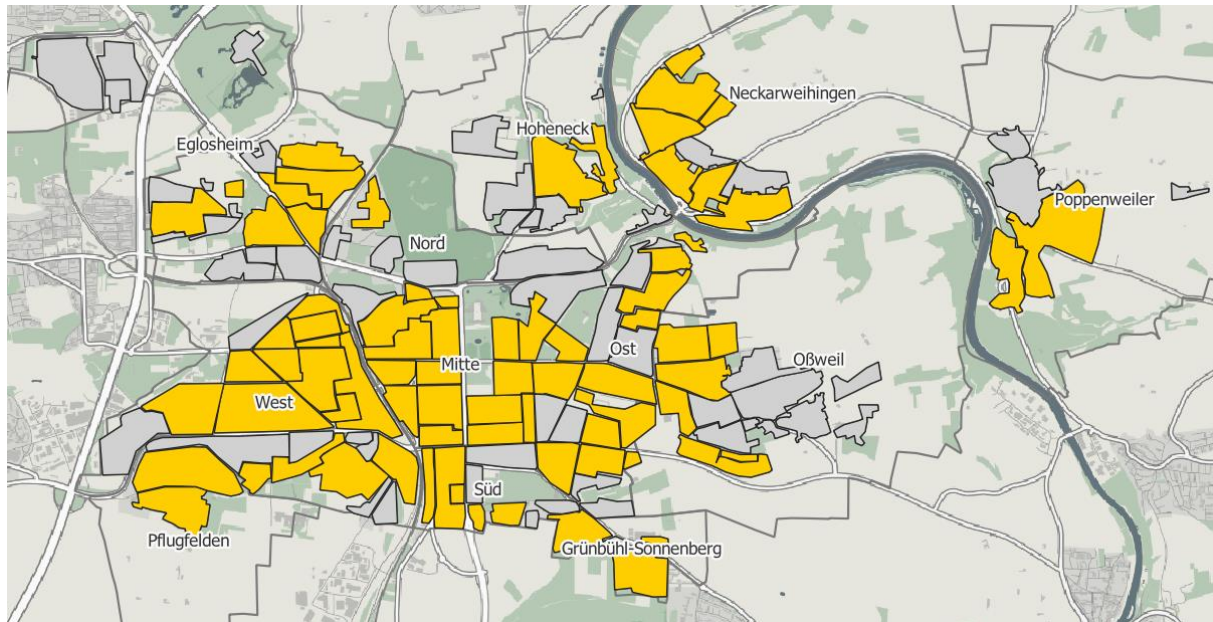 Neckarweihingen
Hoheneck
Eglosheim
Poppenweiler
Nord
Ost
Oßweil
Mitte
West
Süd
Pflugfelden
Grünbühl-Sonnenberg